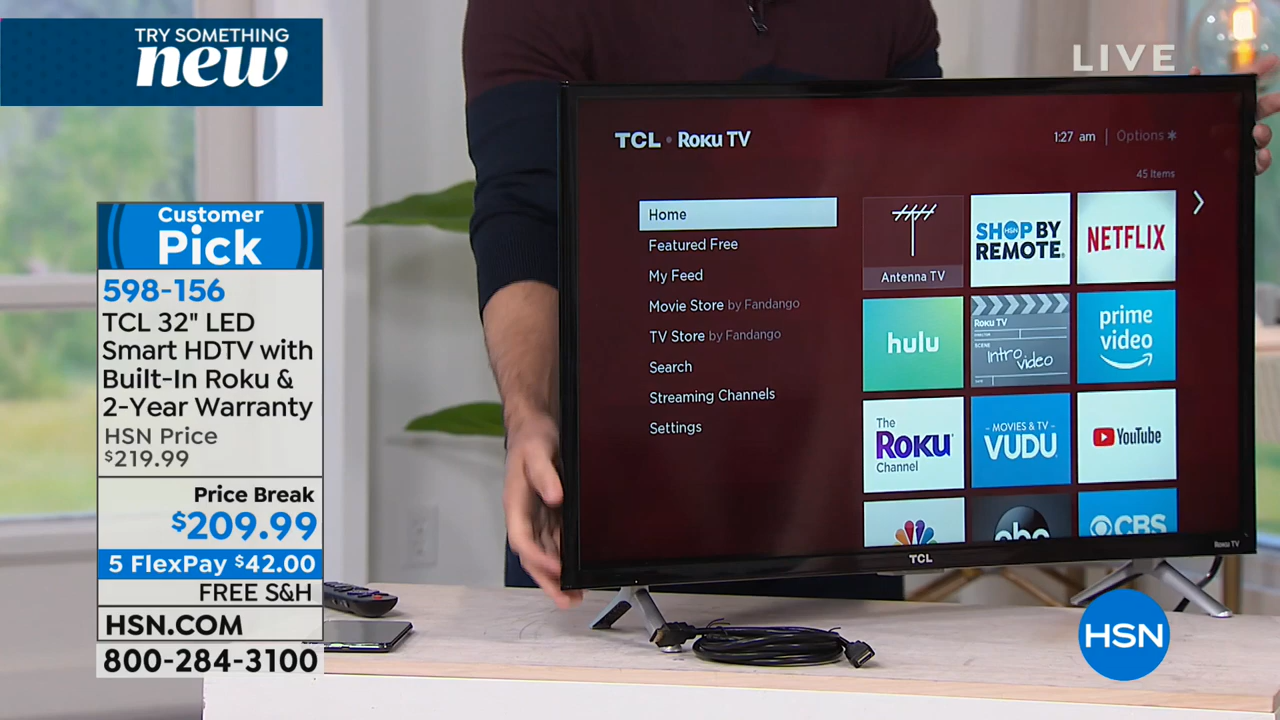 TRY SOMETHING
new
LIVE
Customer
Pick
598-156
TCL 32" LED
Smart HDTV with
Built-In Roku &
2-Year Warranty
HSN Price
$219.99
Price Break
$209.99
5 FlexPay $42.00
FREE S&H
HSN.COM
800-284-3100
TCL • Roku TV
1:27 am | Options *
45 Items
Home
Featured Free
My Feed
Movie Store by Fandango
TV Store by Fandango
Search
Streaming Channels
Settings
Antenna TV
SHOP BY
HSN
REMOTE
NETFLIX
hulu
Roku TV
SCENE
Intro
video
prime
video
The
Roku
Channel
MOVIES & TV
VUDU
YouTube
abc
CBS
TCL
Roku TV
HSN